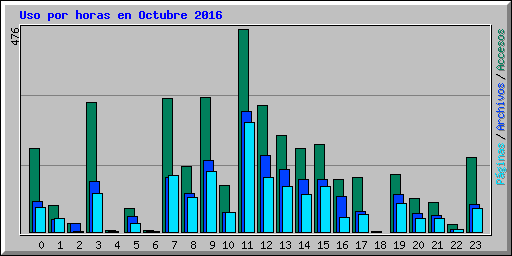 Uso por horas en Octubre 2016
476
Páginas / Archivos / Accesos
0 1 2 3 4 5 6 7 8 9 10 11 12 13 14 15 16 17 18 19 20 21 22 23